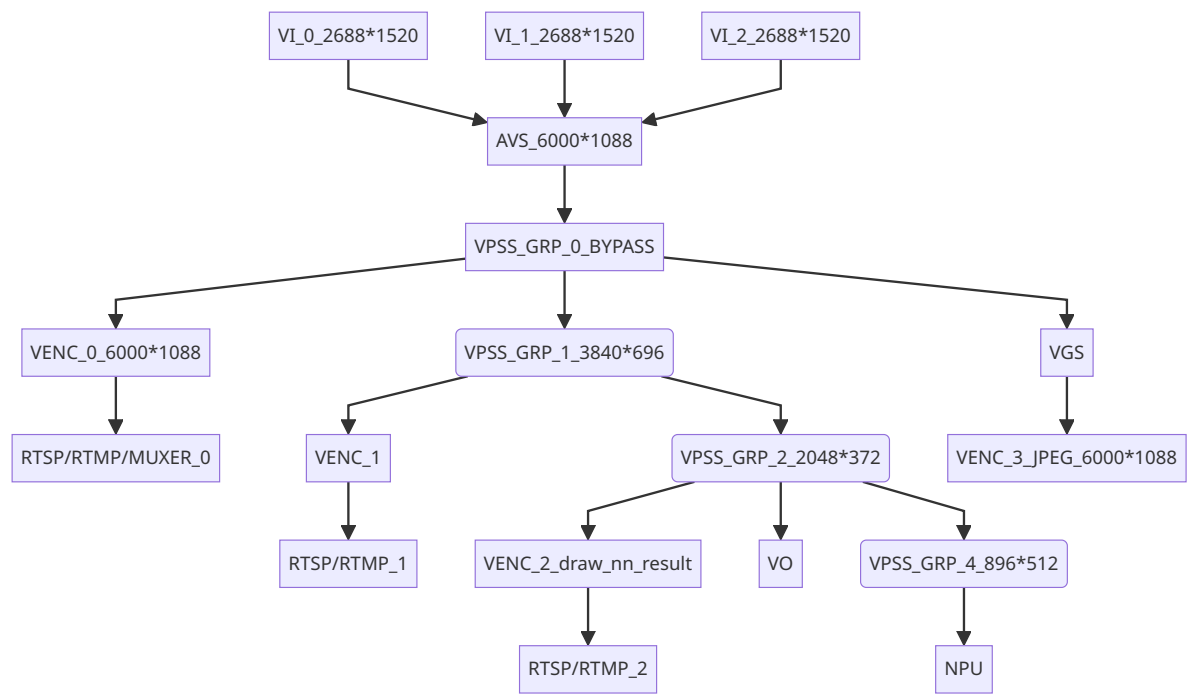 VI_0_2688*1520
VI_1_2688*1520
VI_2_2688*1520
AVS_6000*1088
VPSS_GRP_0_BYPASS
VENC_0_6000*1088
VPSS_GRP_1_3840*696
VGS
RTSP/RTMP/MUXER_0
VENC_1
VPSS_GRP_2_2048*372
VENC_3_JPEG_6000*1088
RTSP/RTMP_1
VENC_2_draw_nn_result
VO
VPSS_GRP_4_896*512
RTSP/RTMP_2
NPU